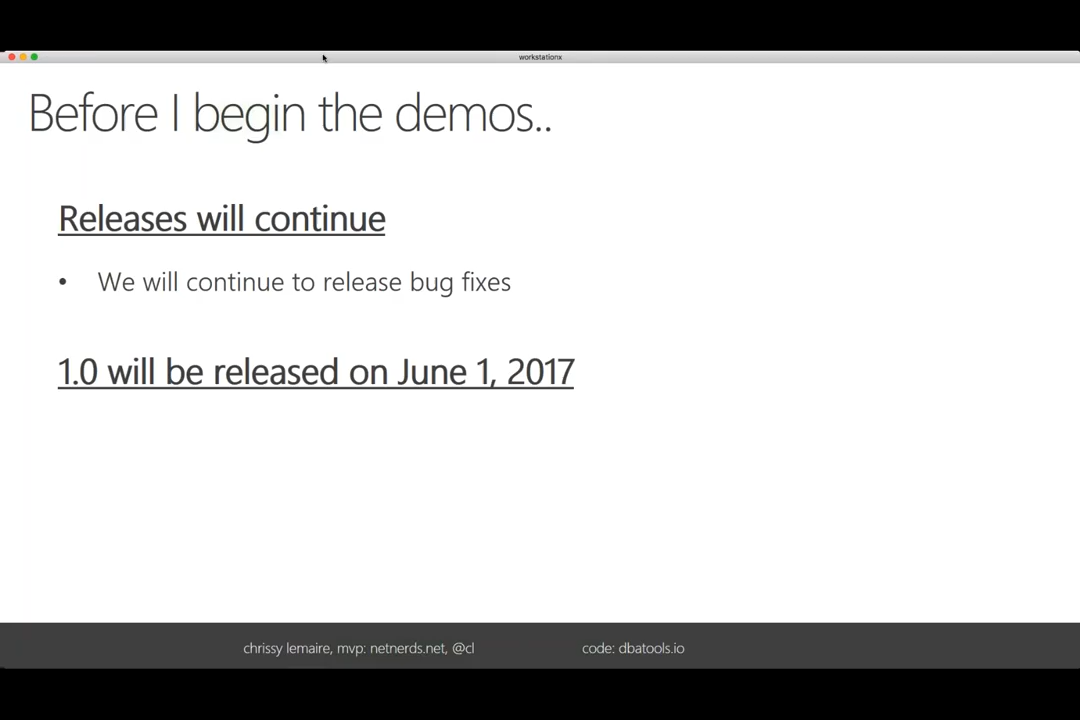 workstationx
Before I begin the demos..
Releases will continue
• We will continue to release bug fixes
1.0 will be released on June 1, 2017
chrissy lemaire, mvp: netnerds.net, @cl
code: dbatools.io